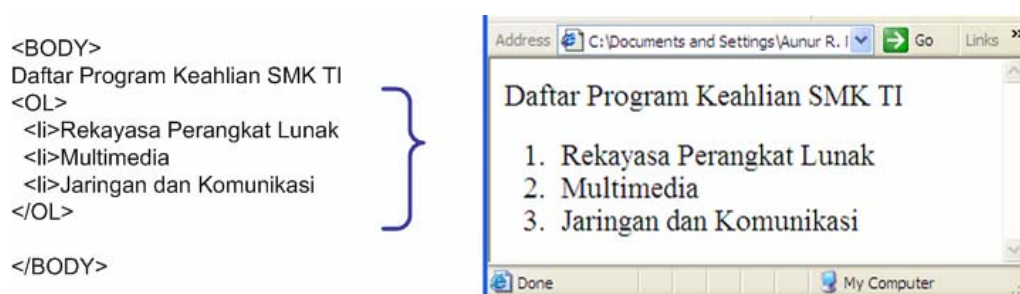 <BODY>
Daftar Program Keahlian SMK TI
<OL>
<li>Rekayasa Perangkat Lunak
<li>Multimedia
<li>Jaringan dan Komunikasi
</OL>
</BODY>
Address C:\Documents and Settings\Aunur R. Go Links »
Daftar Program Keahlian SMK TI
1. Rekayasa Perangkat Lunak
2. Multimedia
3. Jaringan dan Komunikasi
Done My Computer